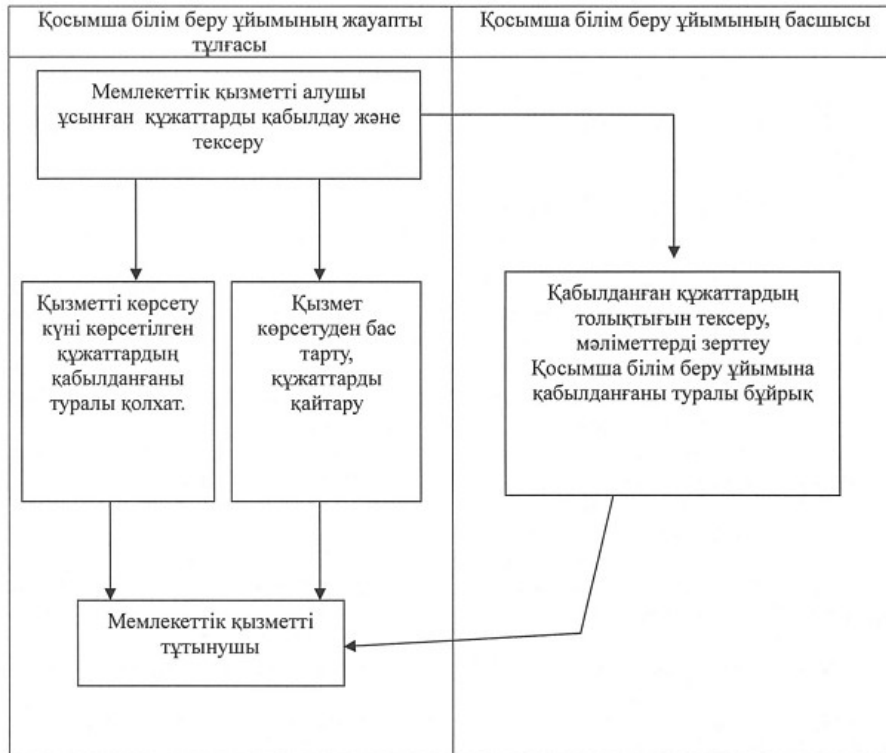 Қосымша білім беру ұйымының жауапты
тұлғасы
Қосымша білім беру ұйымының басшысы
Мемлекеттік қызметті алушы
ұсынған құжаттарды қабылдау және
тексеру
Қызметті көрсету
күні көрсетілген
құжаттардың
қабылданғаны
туралы қолхат.
Қызмет
көрсетуден бас
тарту,
құжаттарды
қайтару
Қабылданған құжаттардың
толықтығын тексеру,
мәліметтерді зерттеу
Қосымша білім беру ұйымына
қабылданғаны туралы бұйрық
Мемлекеттік қызметті
тұтынушы